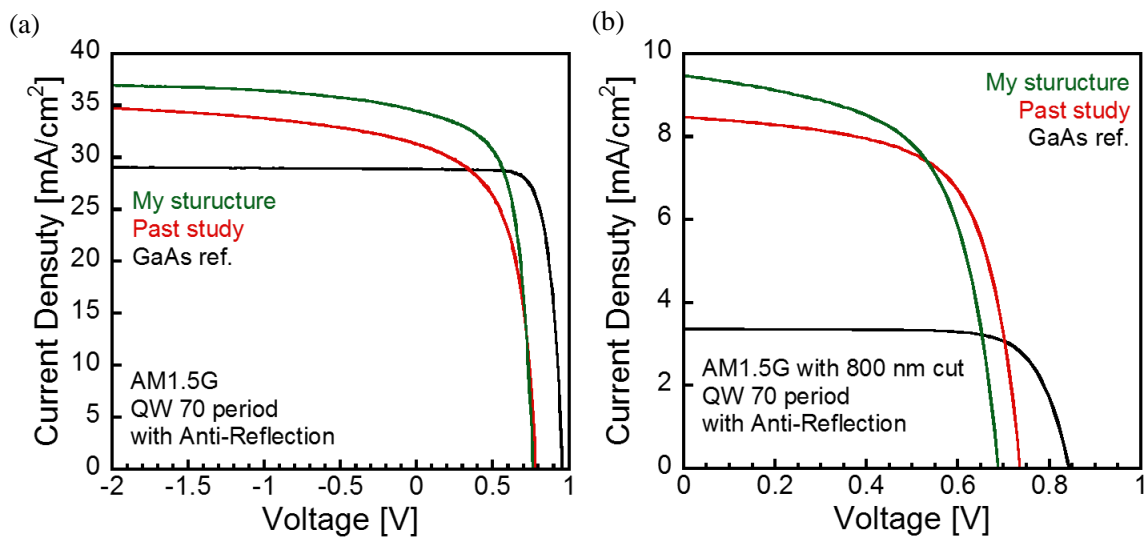 (a)
Current Densuty [mA/cm²]
40
35
30
25
20
15
10
5
0
My sturucture
Past study
GaAs ref.
AM1.5G
QW 70 period
with Anti-Reflection
-2 -1.5 -1 -0.5 0 0.5 1
Voltage [V]
(b)
Current Densuty [mA/cm²]
10
8
6
4
2
0
My sturucture
Past study
GaAs ref.
AM1.5G with 800 nm cut
QW 70 period
with Anti-Reflection
0 0.2 0.4 0.6 0.8 1
Voltage [V]